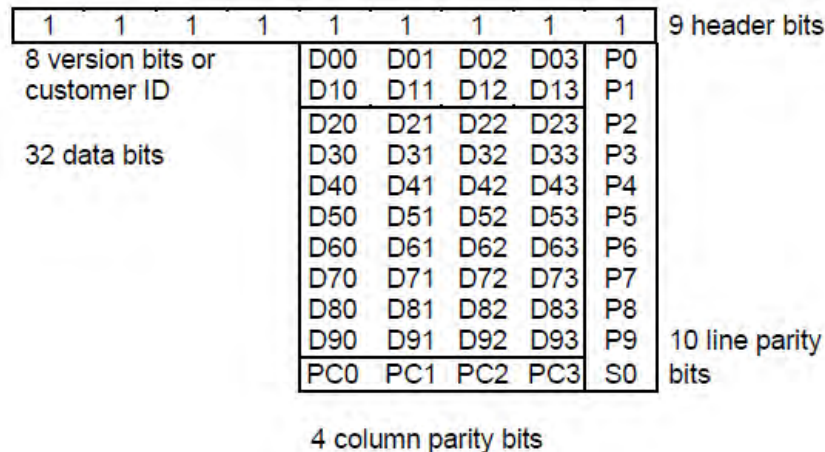 1 1 1 1 1 1 1 1 1 9 header bits
8 version bits or D00 D01 D02 D03 P0
customer ID D10 D11 D12 D13 P1
D20 D21 D22 D23 P2
32 data bits D30 D31 D32 D33 P3
D40 D41 D42 D43 P4
D50 D51 D52 D53 P5
D60 D61 D62 D63 P6
D70 D71 D72 D73 P7
D80 D81 D82 D83 P8
D90 D91 D92 D93 P9 10 line parity
PC0 PC1 PC2 PC3 S0 bits
4 column parity bits